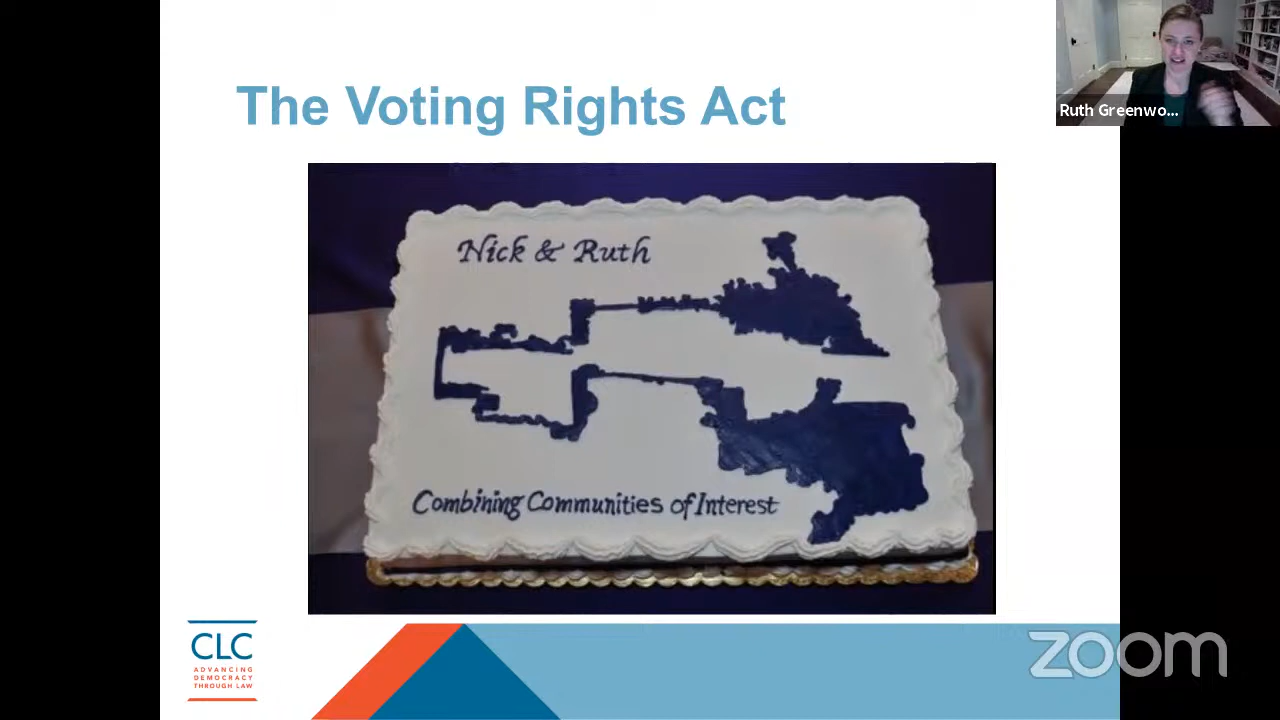 The Voting Rights Act
Ruth Greenwo...
Nick & Ruth
Combining Communities of Interest
CLC
ADVANCING
DEMOCRACY
THROUGH LAW
zoom